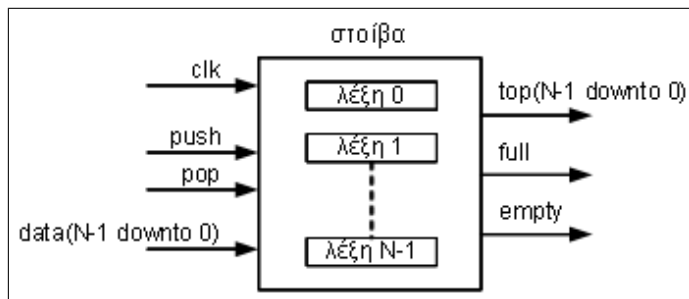 στοίβα
clk
push
pop
data(N-1 downto 0)
λέξη 0
λέξη 1
λέξη N-1
top(N-1 downto 0)
full
empty